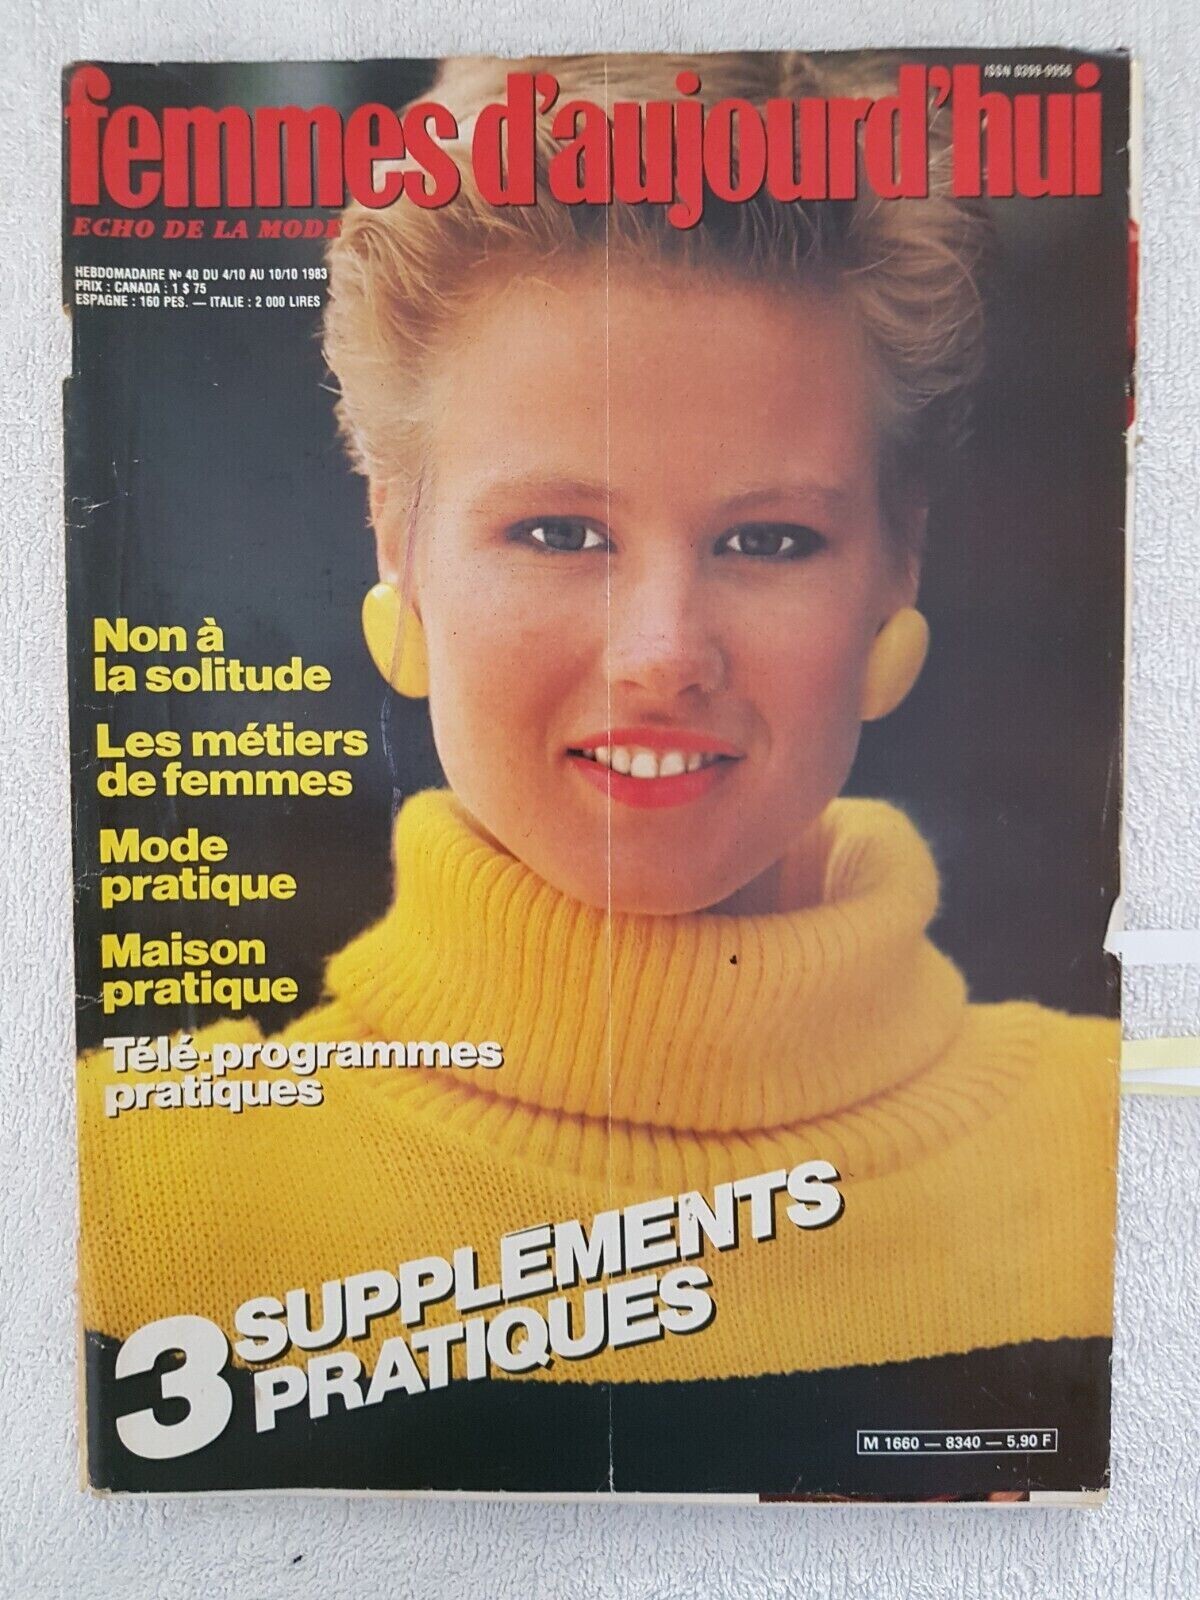 ISSN 0399-9956
femmes d'aujourd'hui
ECHO DE LA MODE
HEBDOMADAIRE Nº 40 DU 4/10 AU 10/10 1983
PRIX : CANADA : 1 $ 75
ESPAGNE : 160 PES. — ITALIE : 2 000 LIRES
Non à
la solitude
Les métiers
de femmes
Mode
pratique
Maison
pratique
Télé-programmes
pratiques
3 SUPPLÉMENTS
PRATIQUES
M 1660 — 8340 — 5,90 F